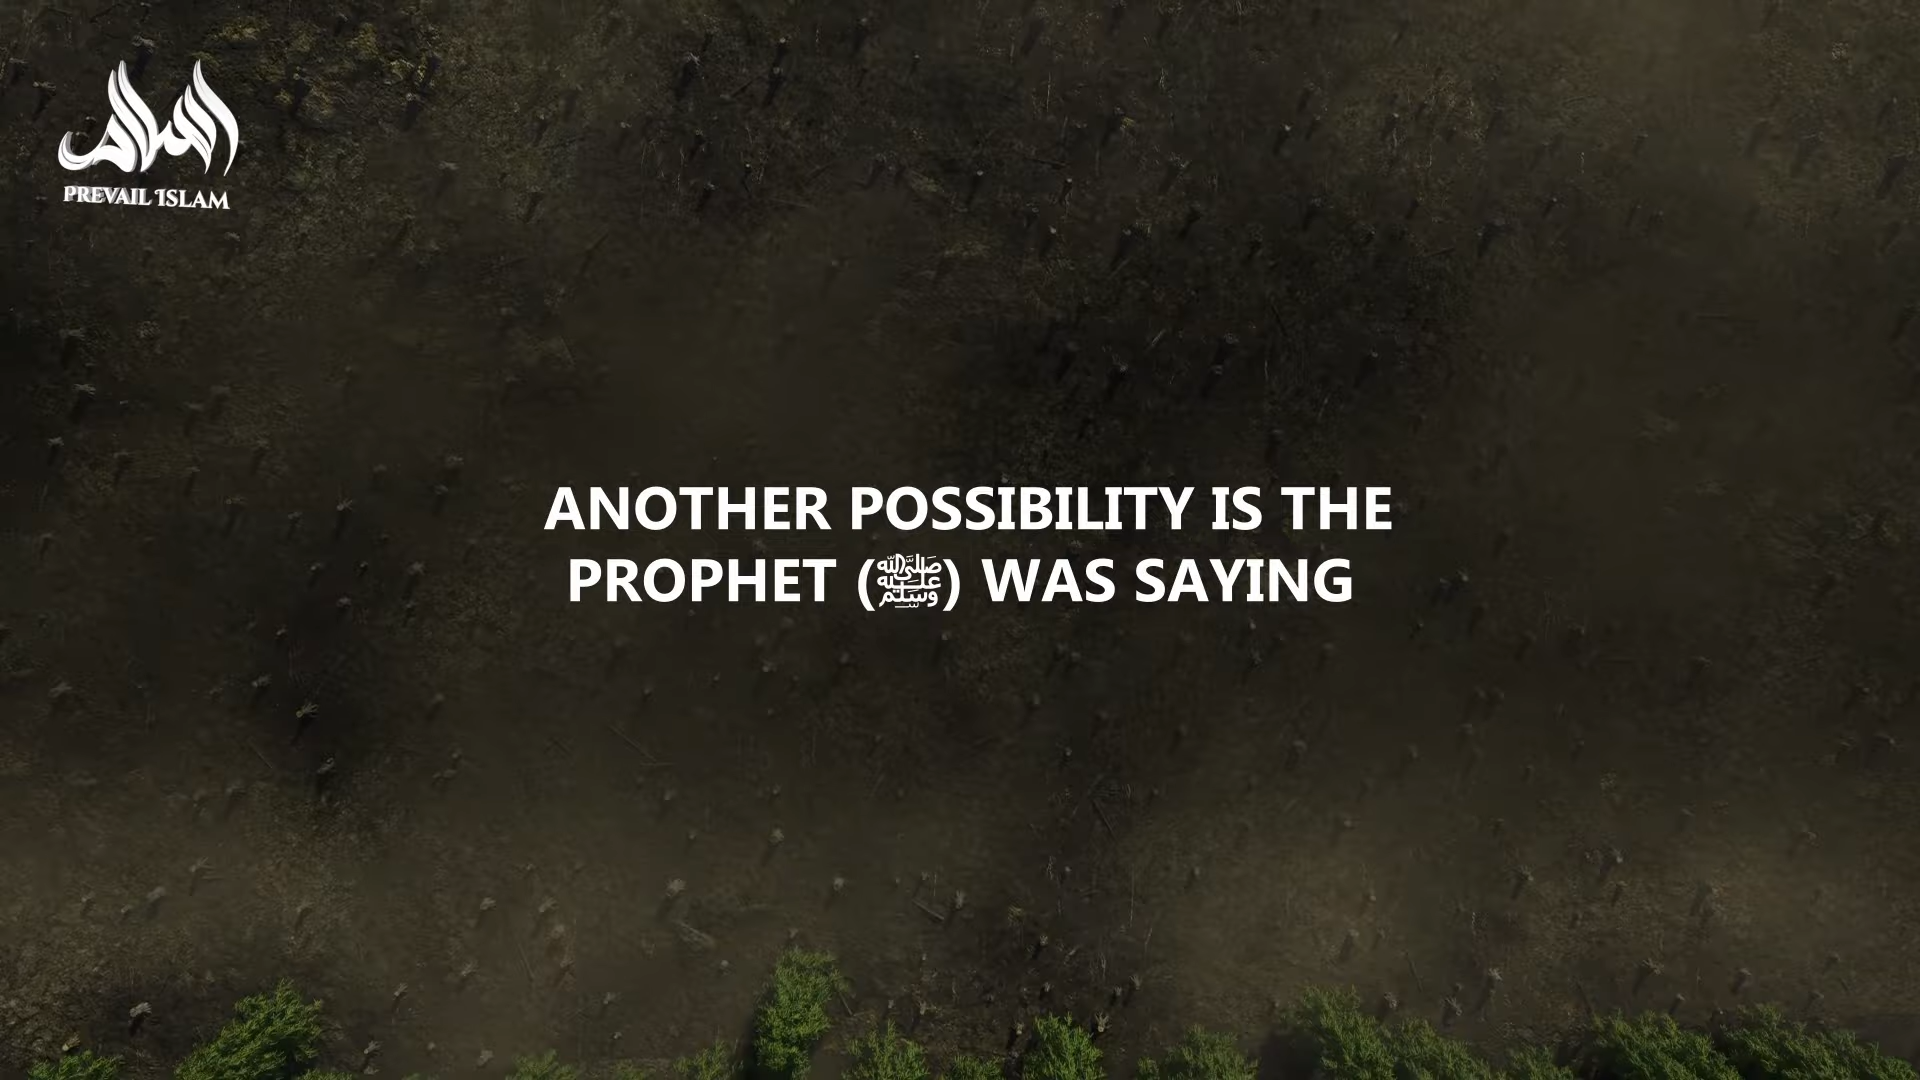 PREVAIL ISLAM
ANOTHER POSSIBILITY IS THE
PROPHET (ﷺ) WAS SAYING